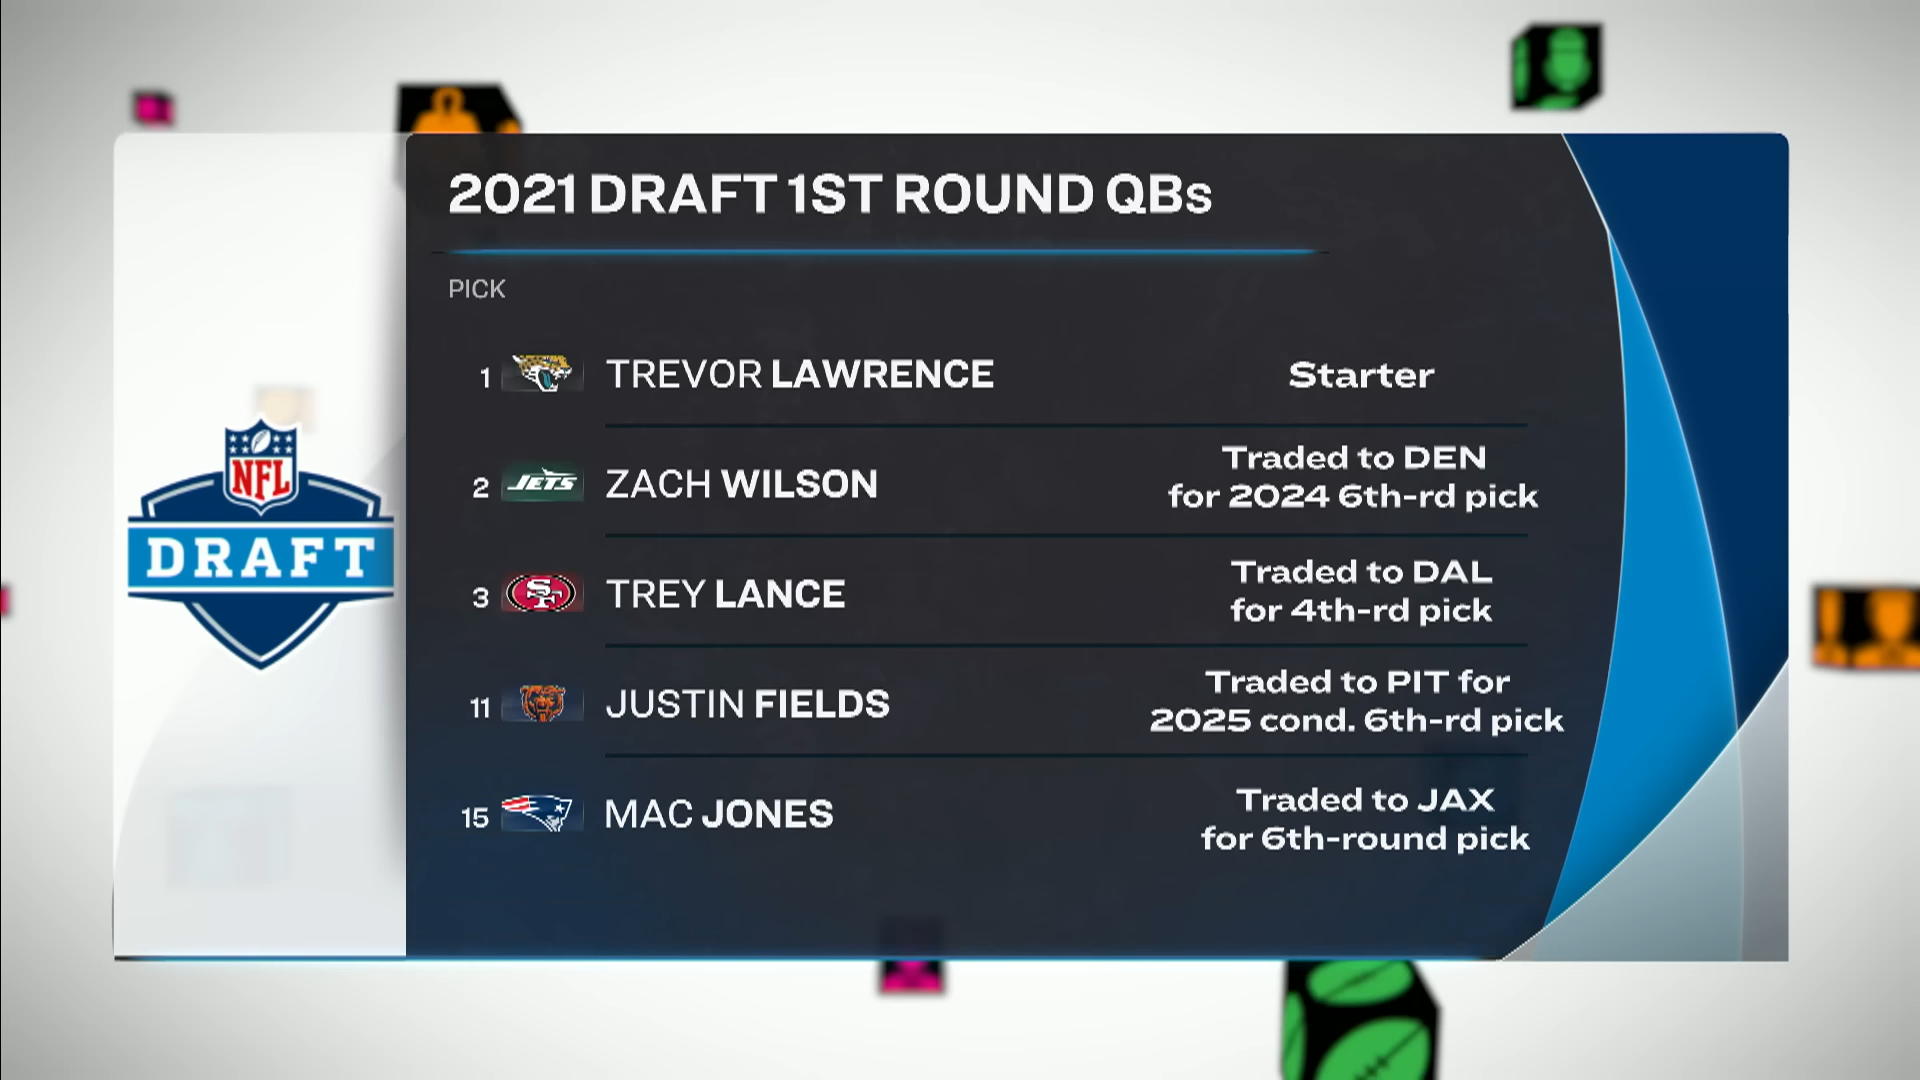 2021 DRAFT 1ST ROUND QBs
PICK
1 TREVOR LAWRENCE Starter
2 JETS ZACH WILSON Traded to DEN
for 2024 6th-rd pick
3 SF TREY LANCE Traded to DAL
for 4th-rd pick
11 JUSTIN FIELDS Traded to PIT for
2025 cond. 6th-rd pick
15 MAC JONES Traded to JAX
for 6th-round pick
NFL
DRAFT